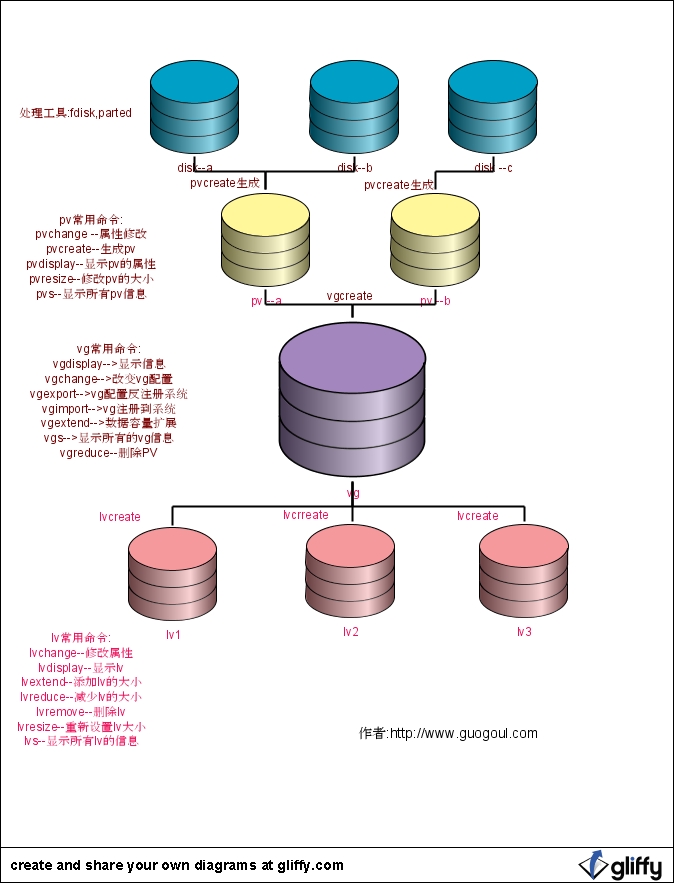 处理工具:fdisk,parted
disk--a
disk--b
disk --c
pvcreate生成
pvcreate生成
pv常用命令:
pvchange --属性修改
pvcreate--生成pv
pvdisplay--显示pv的属性
pvresize--修改pv的大小
pvs--显示所有pv信息
pv --a
vgcreate
pv --b
vg常用命令:
vgdisplay-->显示信息
vgchange-->改变vg配置
vgexport-->vg配置反注册系统
vgimport-->vg注册到系统
vgextend-->数据容量扩展
vgs-->显示所有的vg信息
vgreduce--删除PV
vg
lvcreate
lvcrreate
lvcreate
lv1
lv2
lv3
lv常用命令:
lvchange--修改属性
lvdisplay--显示lv
lvextend--添加lv的大小
lvreduce--减少lv的大小
lvremove--删除lv
lvresize--重新设置lv大小
lvs--显示所有lv的信息
作者:http://www.guogoul.com
create and share your own diagrams at gliffy.com
gliffy